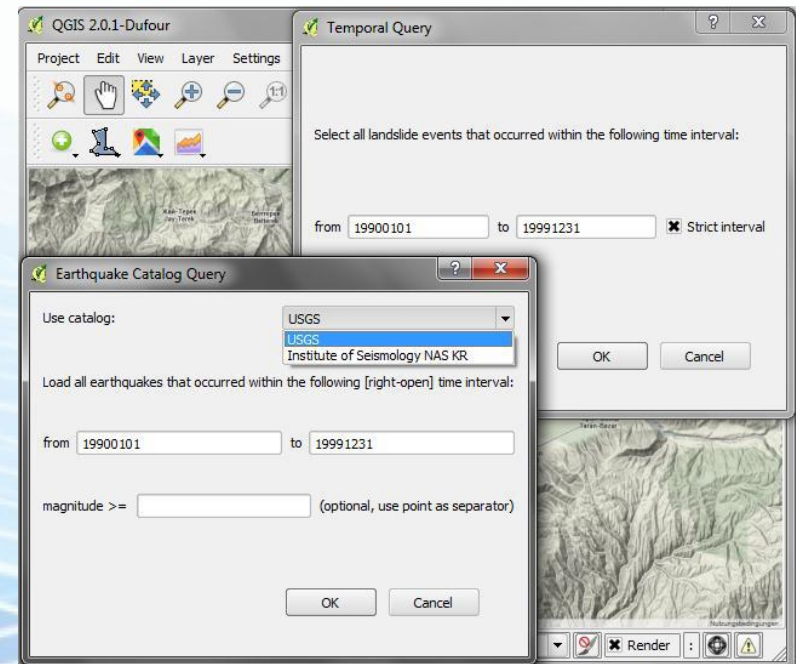 QGIS 2.0.1-Dufour
Project Edit View Layer Settings
1:1
Temporal Query
Select all landslide events that occurred within the following time interval:
from 19900101 to 19991231 Strict interval
OK Cancel
Earthquake Catalog Query
Use catalog: USGS
USGS
Institute of Seismology NAS KR
Load all earthquakes that occurred within the following [right-open] time interval:
from 19900101 to 19991231
magnitude >= (optional, use point as separator)
OK Cancel
Nutzungsbedingungen
Render :